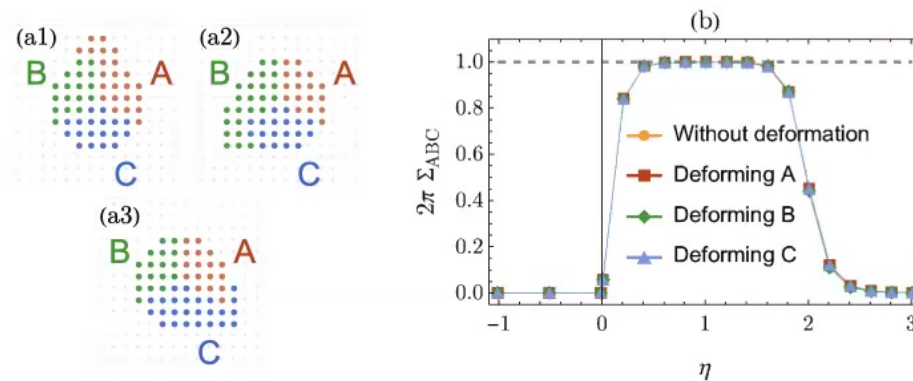 (a1)
B
A
C
(a2)
B
A
C
(a3)
B
A
C
(b)
2π Σ_ABC
1.0
0.8
0.6
0.4
0.2
0.0
Without deformation
Deforming A
Deforming B
Deforming C
-1
0
1
2
3
η